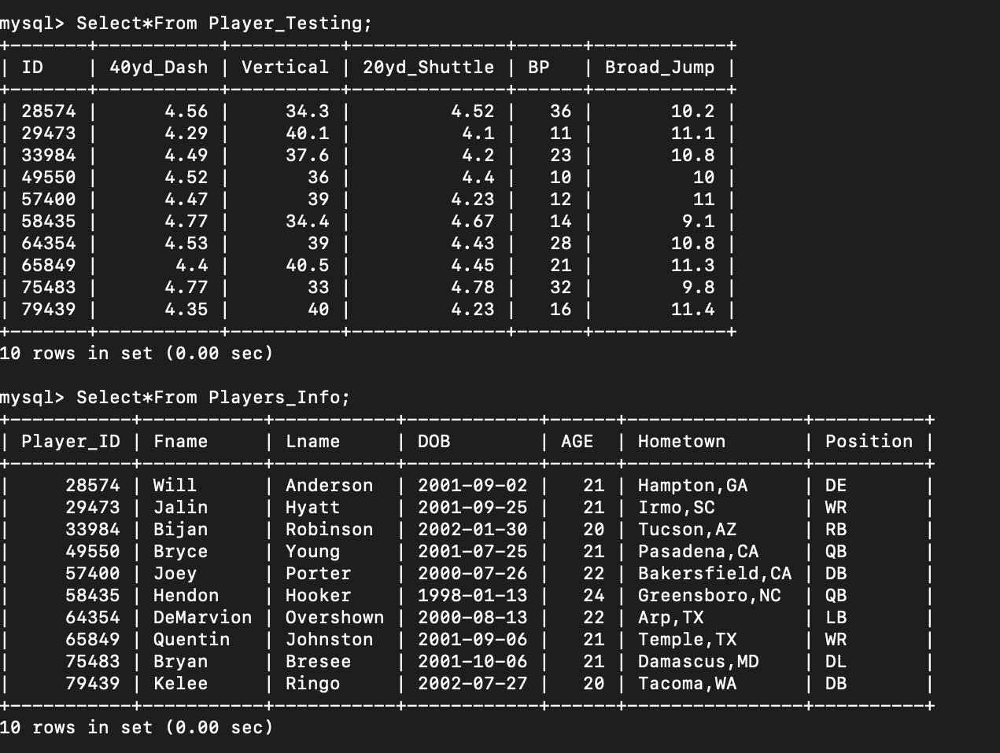 mysql> Select*From Player_Testing;
+-------+-----------+----------+--------------+------+------------+
| ID    | 40yd_Dash | Vertical | 20yd_Shuttle | BP   | Broad_Jump |
+-------+-----------+----------+--------------+------+------------+
| 28574 |      4.56 |     34.3 |         4.52 |   36 |       10.2 |
| 29473 |      4.29 |     40.1 |          4.1 |   11 |       11.1 |
| 33984 |      4.49 |     37.6 |          4.2 |   23 |       10.8 |
| 49550 |      4.52 |       36 |          4.4 |   10 |         10 |
| 57400 |      4.47 |       39 |         4.23 |   12 |         11 |
| 58435 |      4.77 |     34.4 |         4.67 |   14 |        9.1 |
| 64354 |      4.53 |       39 |         4.43 |   28 |       10.8 |
| 65849 |       4.4 |     40.5 |         4.45 |   21 |       11.3 |
| 75483 |      4.77 |       33 |         4.78 |   32 |        9.8 |
| 79439 |      4.35 |       40 |         4.23 |   16 |       11.4 |
+-------+-----------+----------+--------------+------+------------+
10 rows in set (0.00 sec)
mysql> Select*From Players_Info;
+-----------+-----------+-----------+------------+------+----------------+----------+
| Player_ID | Fname     | Lname     | DOB        | AGE  | Hometown       | Position |
+-----------+-----------+-----------+------------+------+----------------+----------+
|     28574 | Will      | Anderson  | 2001-09-02 |   21 | Hampton,GA     | DE       |
|     29473 | Jalin     | Hyatt     | 2001-09-25 |   21 | Irmo,SC        | WR       |
|     33984 | Bijan     | Robinson  | 2002-01-30 |   20 | Tucson,AZ      | RB       |
|     49550 | Bryce     | Young     | 2001-07-25 |   21 | Pasadena,CA    | QB       |
|     57400 | Joey      | Porter    | 2000-07-26 |   22 | Bakersfield,CA | DB       |
|     58435 | Hendon    | Hooker    | 1998-01-13 |   24 | Greensboro,NC  | QB       |
|     64354 | DeMarvion | Overshown | 2000-08-13 |   22 | Arp,TX         | LB       |
|     65849 | Quentin   | Johnston  | 2001-09-06 |   21 | Temple,TX      | WR       |
|     75483 | Bryan     | Bresee    | 2001-10-06 |   21 | Damascus,MD    | DL       |
|     79439 | Kelee     | Ringo     | 2002-07-27 |   20 | Tacoma,WA      | DB       |
+-----------+-----------+-----------+------------+------+----------------+----------+
10 rows in set (0.00 sec)